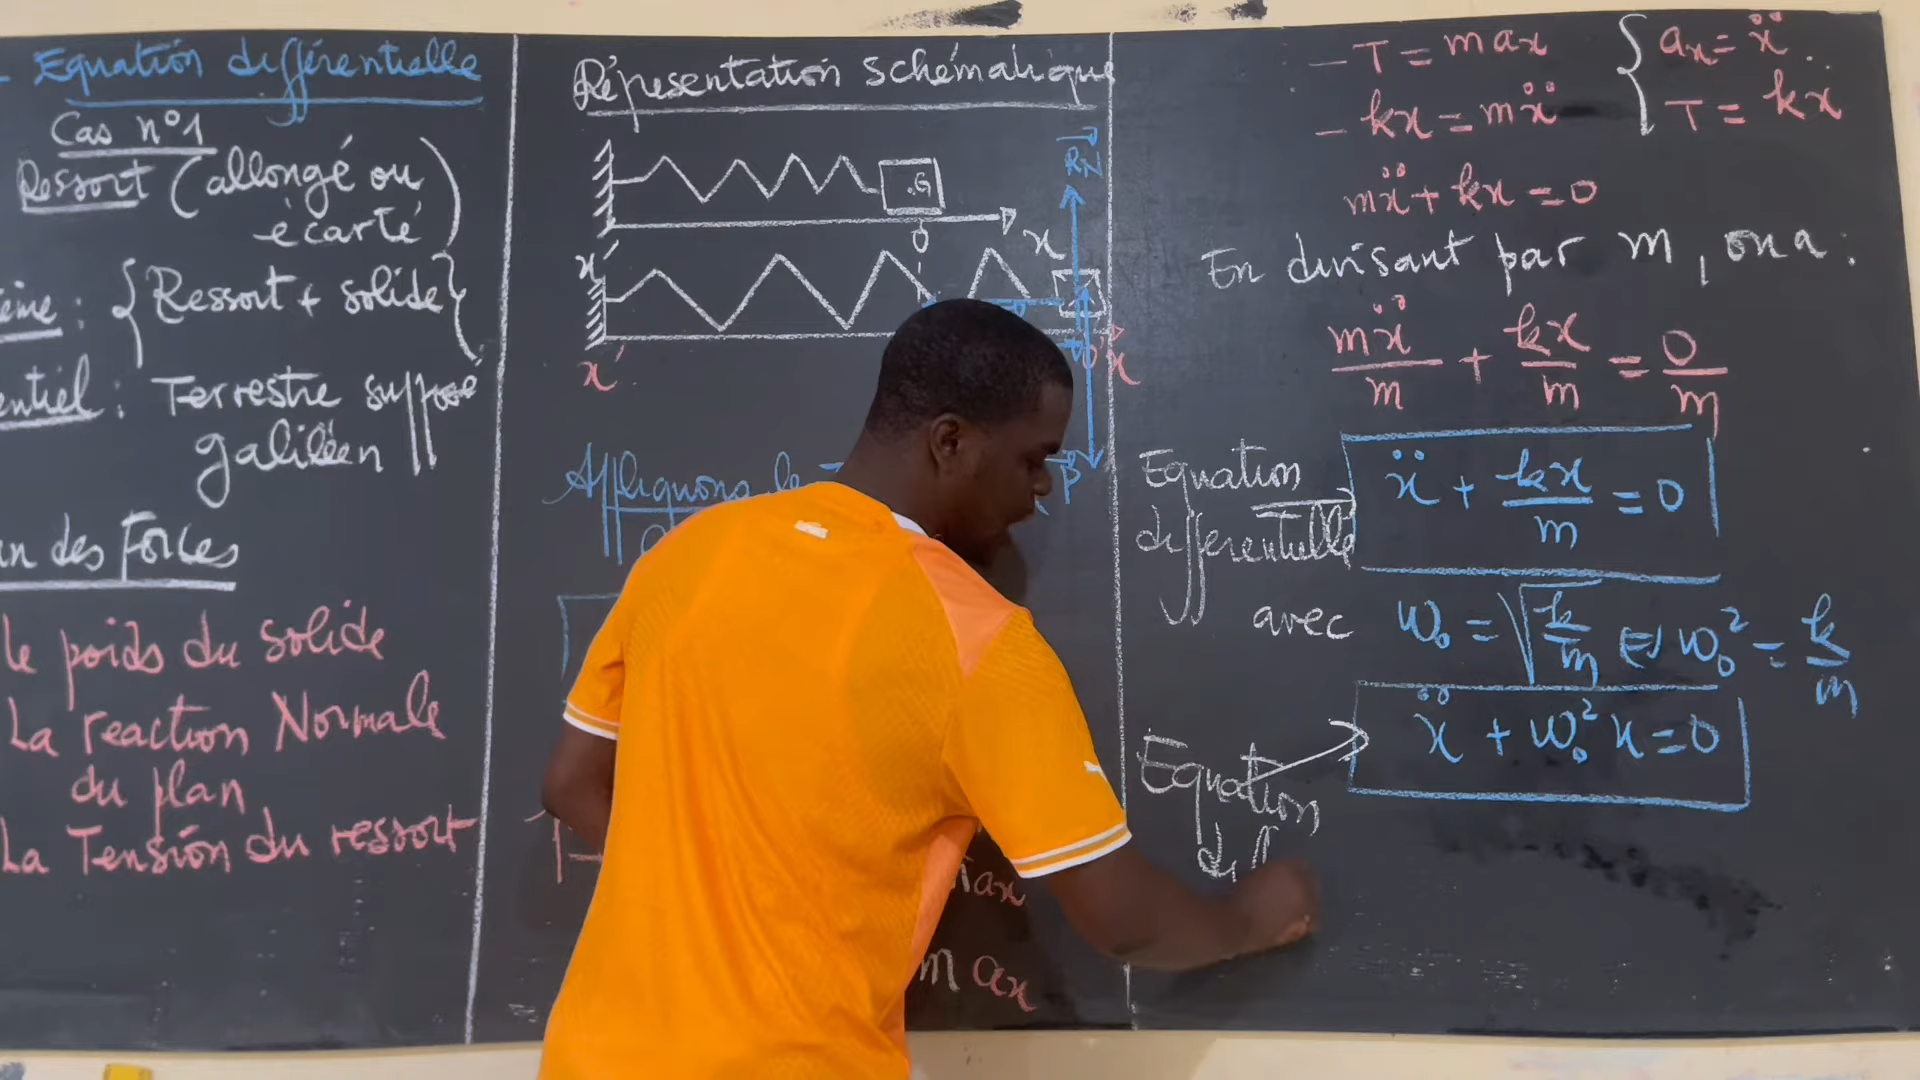 - Equation différentielle
Cas n°1
Ressort (allongé ou
écarté)
: {Ressort + solide}
: Terrestre supposé
galiléen
des Forces
Le poids du solide
La reaction Normale
du plan
La Tension du ressort
Répresentation schématique
.G
O
x
x'
R_N
O'
x
x'
P
Appliquons le
max
m ax
- T = max
- kx = mẍ
{ ax = ẍ
T = kx
mẍ + kx = 0
En divisant par m, on a :
mẍ/m + kx/m = 0/m
Equation
différentielle
ẍ + kx/m = 0
avec ω₀ = √(k/m) ⇔ ω₀² = k/m
Equation
ẍ + ω₀² x = 0